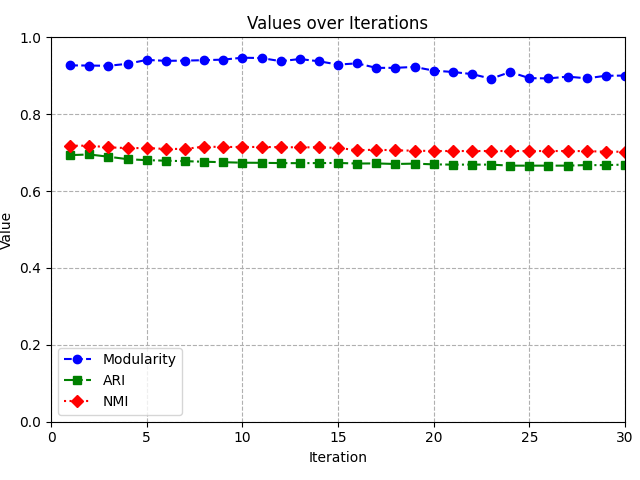 Values over Iterations
1.0
0.8
0.6
0.4
0.2
0.0
Value
Modularity
ARI
NMI
0 5 10 15 20 25 30
Iteration